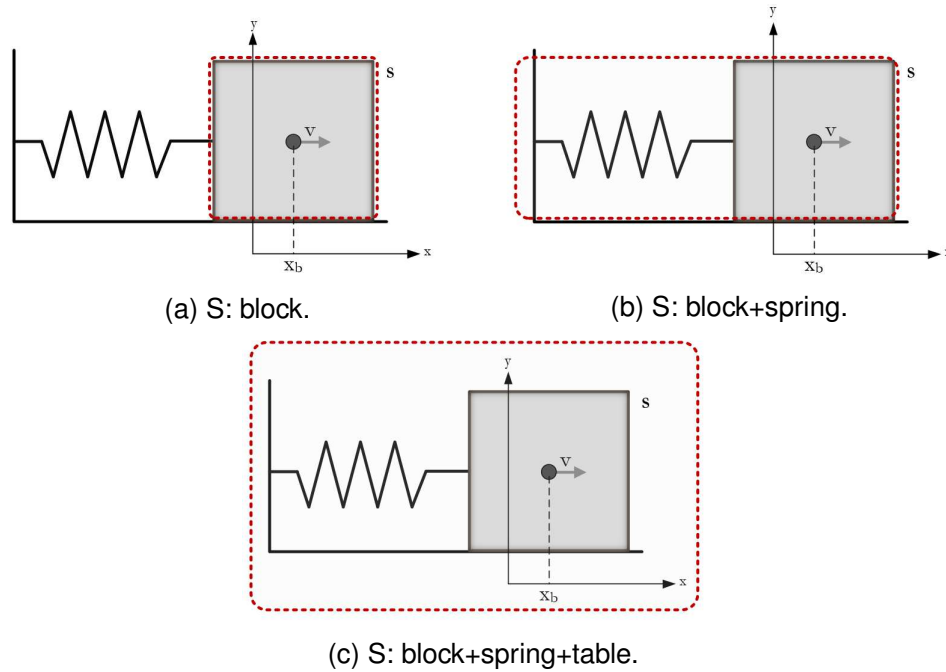 y
S
v
x
x_b
(a) S: block.
y
S
v
x
x_b
(b) S: block+spring.
y
S
v
x
x_b
(c) S: block+spring+table.